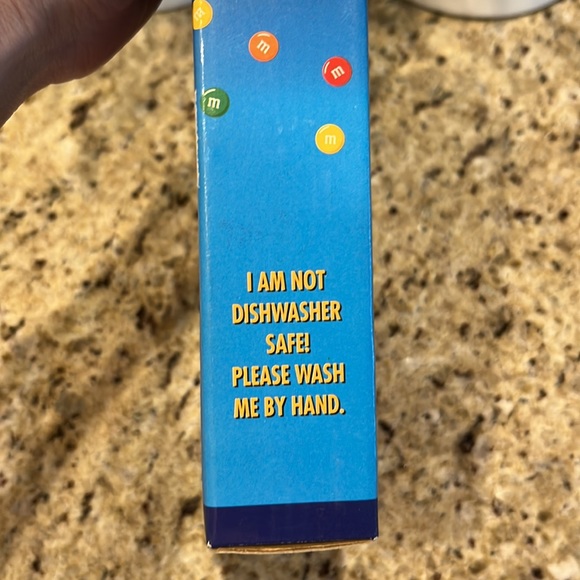 m
m
m
m
m
I AM NOT
DISHWASHER
SAFE!
PLEASE WASH
ME BY HAND.